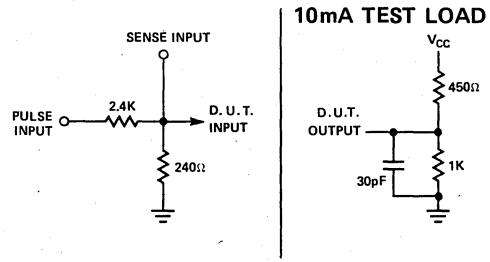 SENSE INPUT
PULSE
INPUT
2.4K
D. U. T.
INPUT
240Ω
10mA TEST LOAD
VCC
450Ω
D.U.T.
OUTPUT
30pF
1K